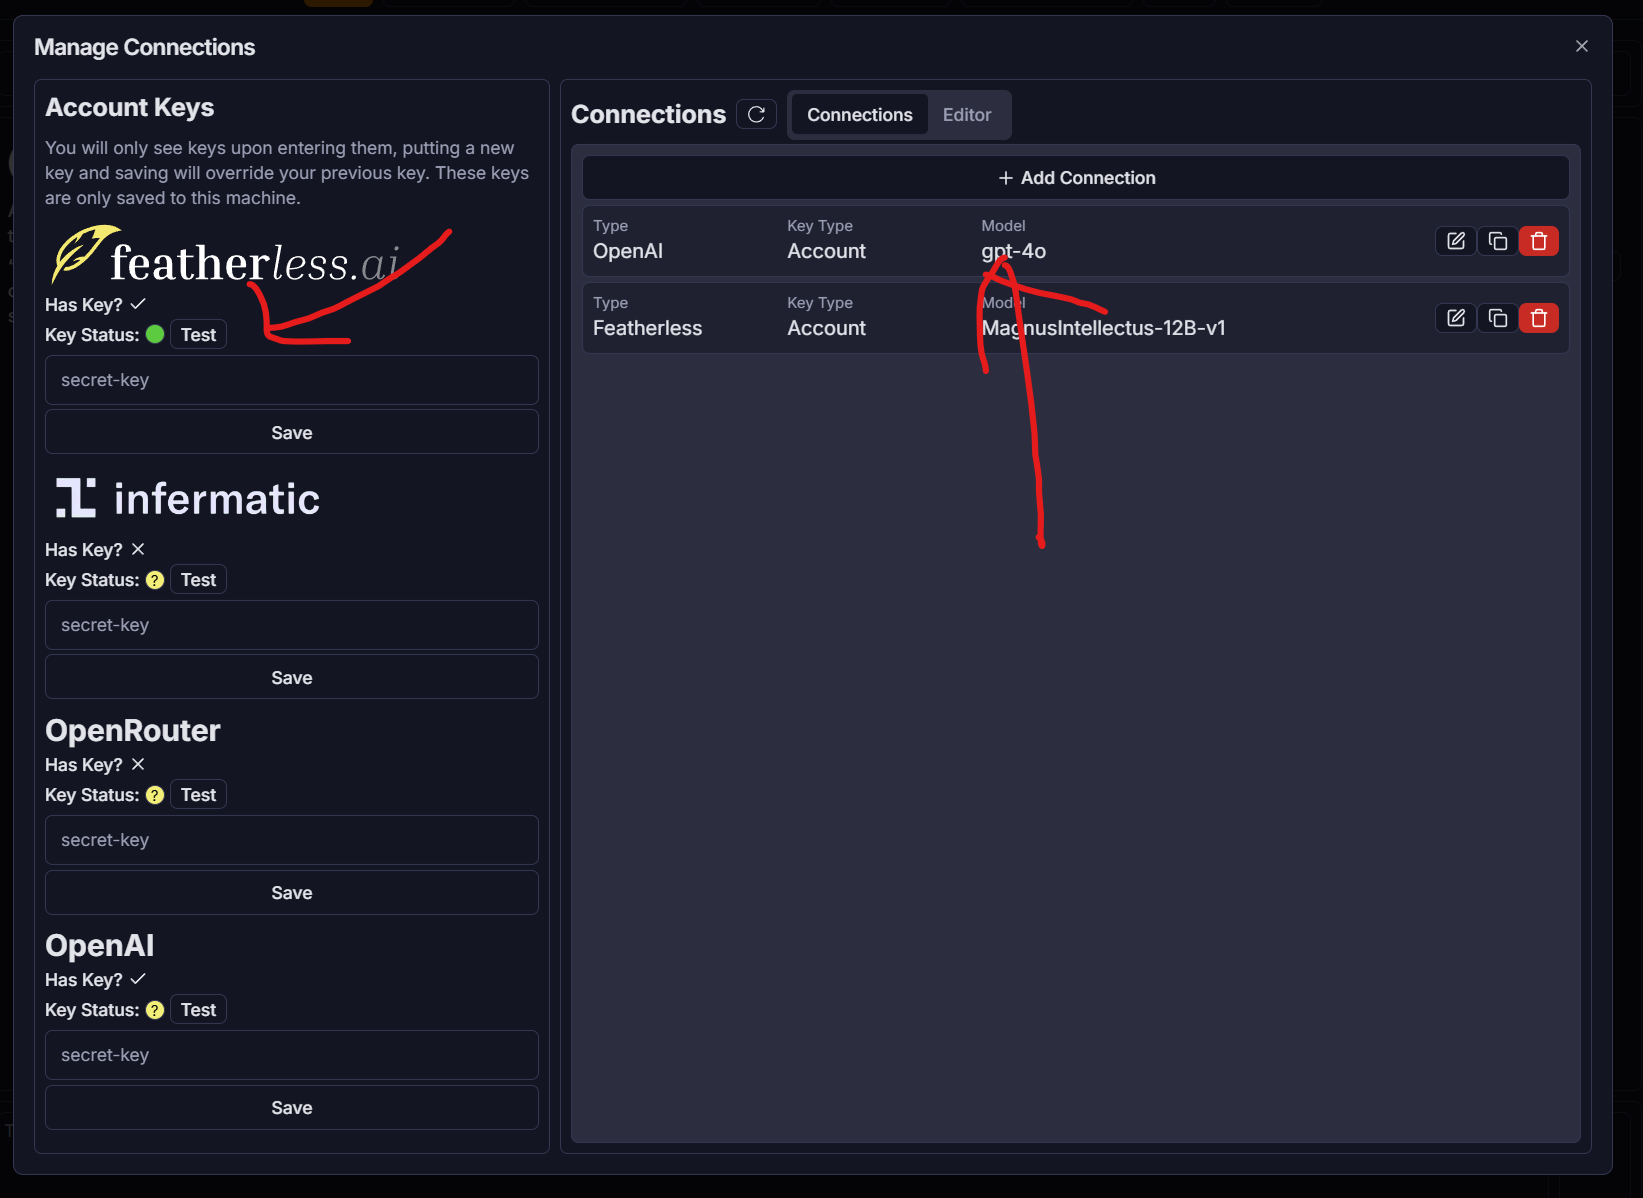 Manage Connections
Account Keys
You will only see keys upon entering them, putting a new
key and saving will override your previous key. These keys
are only saved to this machine.
featherless.ai
Has Key?
Key Status: Test
secret-key
Save
infermatic
Has Key?
Key Status: ? Test
secret-key
Save
OpenRouter
Has Key?
Key Status: ? Test
secret-key
Save
OpenAI
Has Key?
Key Status: ? Test
secret-key
Save
Connections
Connections Editor
+ Add Connection
Type Key Type Model
OpenAI Account gpt-4o
Type Key Type Model
Featherless Account MagnusIntellectus-12B-v1